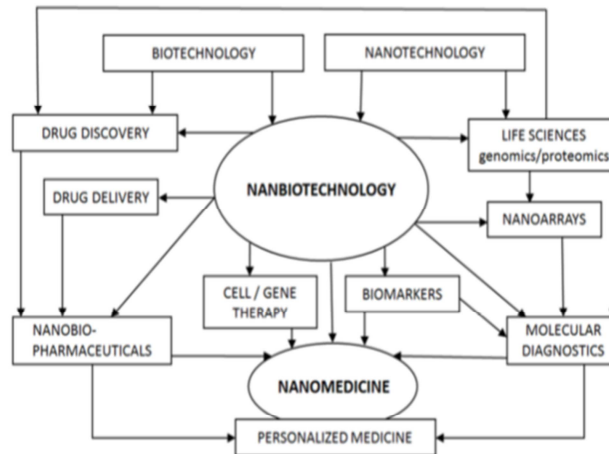 BIOTECHNOLOGY
NANOTECHNOLOGY
DRUG DISCOVERY
LIFE SCIENCES
genomics/proteomics
NANBIOTECHNOLOGY
DRUG DELIVERY
NANOARRAYS
CELL / GENE
THERAPY
BIOMARKERS
NANOBIO-
PHARMACEUTICALS
MOLECULAR
DIAGNOSTICS
NANOMEDICINE
PERSONALIZED MEDICINE